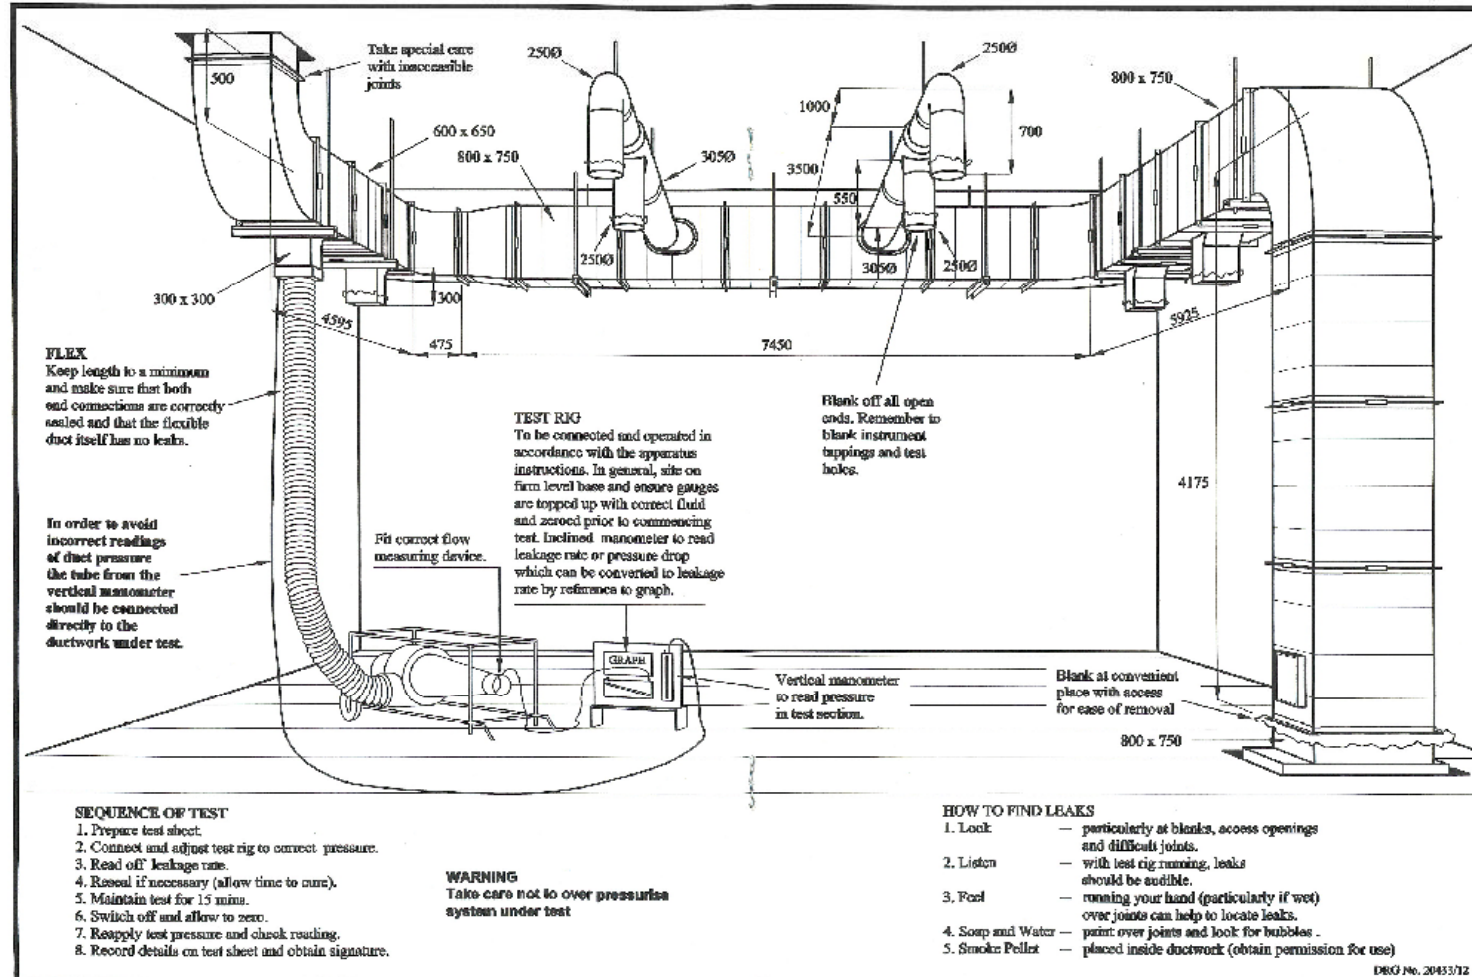 500
Take special care
with inaccessible
joints
600 x 650
800 x 750
250Ø
305Ø
250Ø
250Ø
1000
700
3500
550
305Ø
250Ø
800 x 750
300 x 300
300
4595
475
7450
5925
4175
FLEX
Keep length to a minimum
and make sure that both
end connections are correctly
sealed and that the flexible
duct itself has no leaks.
In order to avoid
incorrect readings
of duct pressure
the tube from the
vertical manometer
should be connected
directly to the
ductwork under test.
Fit correct flow
measuring device.
TEST RIG
To be connected and operated in
accordance with the apparatus
instructions. In general, site on
firm level base and ensure gauges
are topped up with correct fluid
and zeroed prior to commencing
test. Inclined manometer to read
leakage rate or pressure drop
which can be converted to leakage
rate by reference to graph.
GRAPH
Blank off all open
ends. Remember to
blank instrument
tappings and test
holes.
Vertical manometer
to read pressure
in test section.
Blank at convenient
place with access
for ease of removal
800 x 750
SEQUENCE OF TEST
1. Prepare test sheet.
2. Connect and adjust test rig to correct pressure.
3. Read off leakage rate.
4. Reseal if necessary (allow time to cure).
5. Maintain test for 15 mins.
6. Switch off and allow to zero.
7. Reapply test pressure and check reading.
8. Record details on test sheet and obtain signature.
WARNING
Take care not to over pressurise
system under test
HOW TO FIND LEAKS
1. Look — particularly at blanks, access openings
and difficult joints.
2. Listen — with test rig running, leaks
should be audible.
3. Feel — running your hand (particularly if wet)
over joints can help to locate leaks.
4. Soap and Water — paint over joints and look for bubbles.
5. Smoke Pellet — placed inside ductwork (obtain permission for use)
DRG No. 20433/12